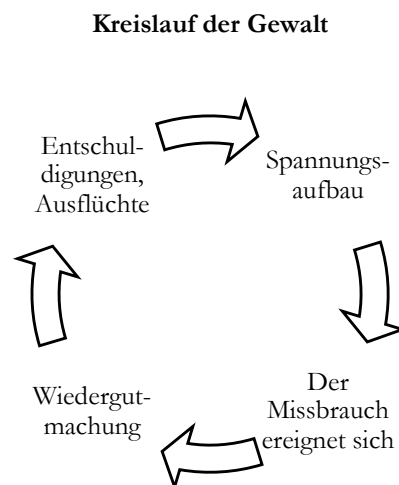 Kreislauf der Gewalt
Entschul-
digungen,
Ausflüchte
Spannungs-
aufbau
Der
Missbrauch
ereignet sich
Wiedergut-
machung